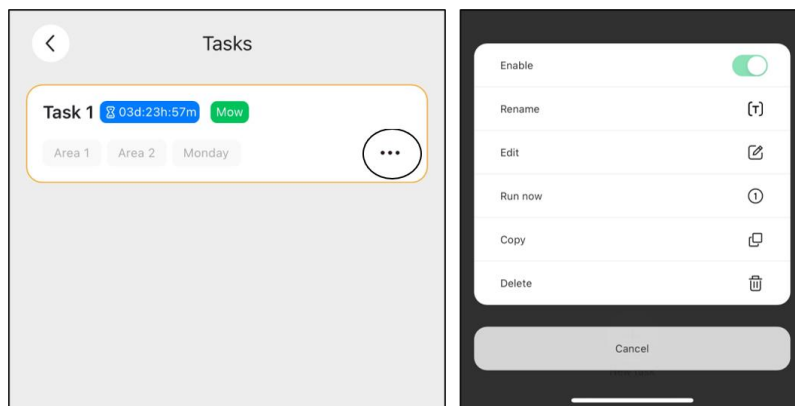 Tasks
Task 1 03d:23h:57m Mow
Area 1 Area 2 Monday
Enable
Rename
Edit
Run now
Copy
Delete
Cancel